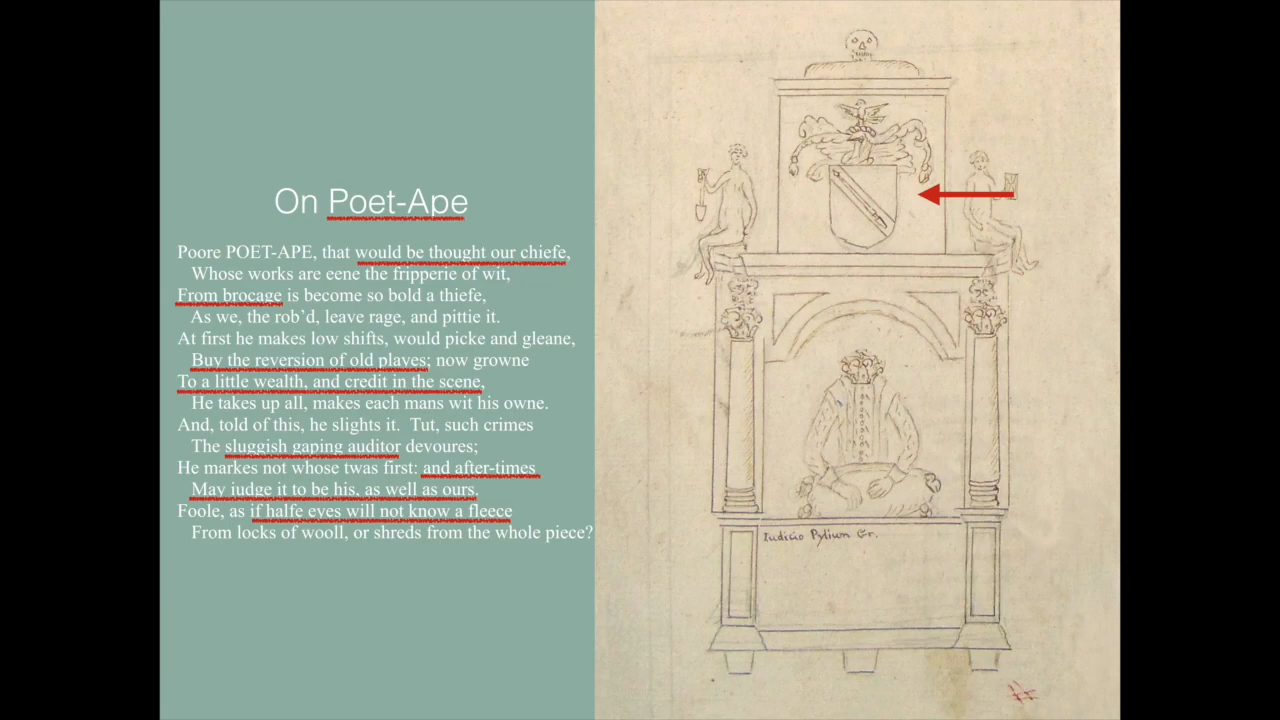 On Poet-Ape
Poore POET-APE, that would be thought our chiefe,
Whose works are eene the fripperie of wit,
From brocage is become so bold a thiefe,
As we, the rob’d, leave rage, and pittie it.
At first he makes low shifts, would picke and gleane,
Buy the reversion of old playes; now growne
To a little wealth, and credit in the scene,
He takes up all, makes each mans wit his owne.
And, told of this, he slights it. Tut, such crimes
The sluggish gaping auditor devoures;
He markes not whose twas first: and after-times
May judge it to be his, as well as ours.
Foole, as if halfe eyes will not know a fleece
From locks of wooll, or shreds from the whole piece?
Iudicio Pylium &r.